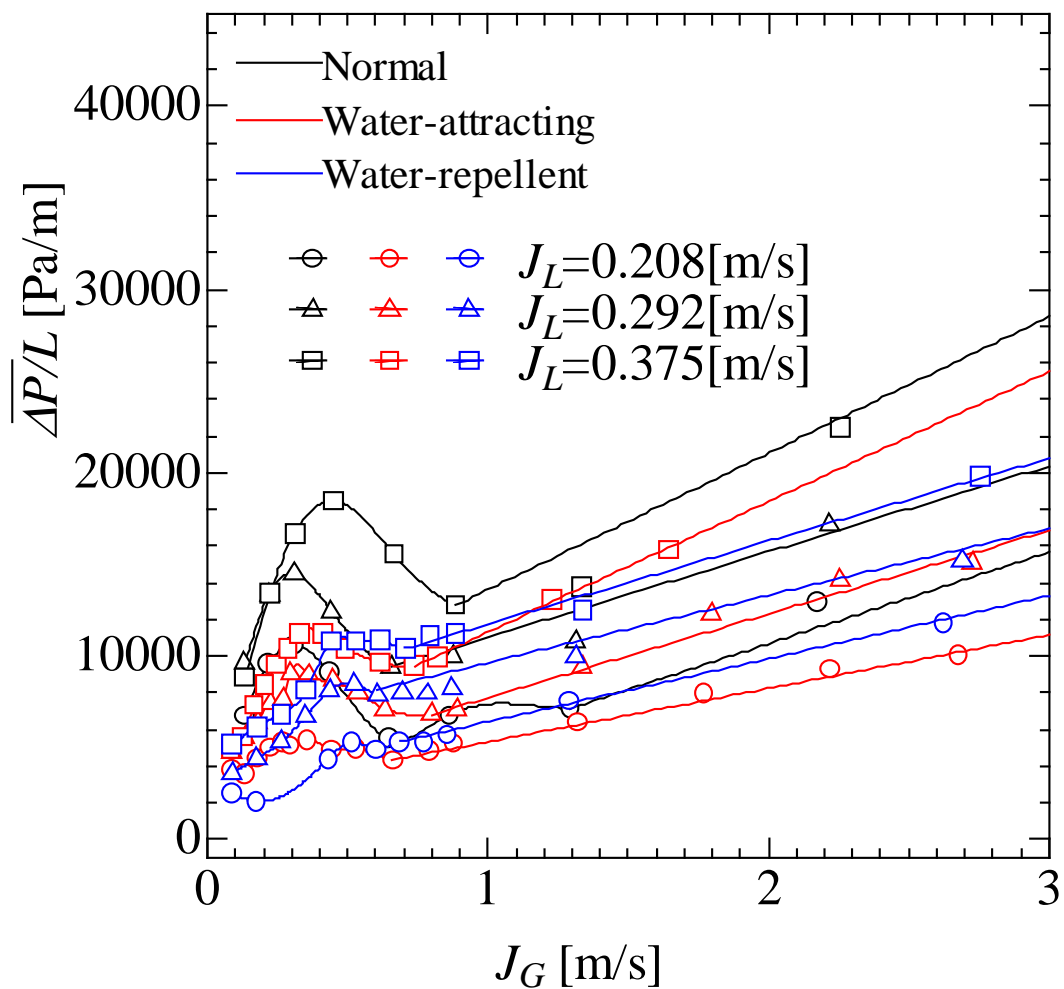 Normal
Water-attracting
Water-repellent
J_L=0.208[m/s]
J_L=0.292[m/s]
J_L=0.375[m/s]
40000
30000
20000
10000
0
ΔP/L [Pa/m]
0 1 2 3
J_G [m/s]